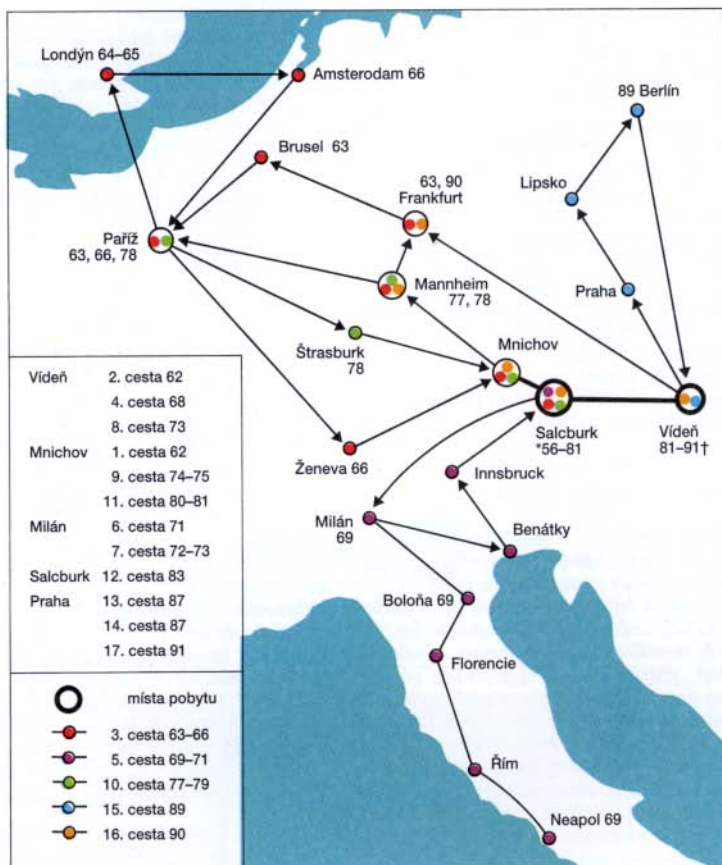 Londýn 64–65
Amsterodam 66
89 Berlín
Brusel 63
63, 90
Frankfurt
Lipsko
Paříž
63, 66, 78
Mannheim
77, 78
Praha
Štrasburk
78
Mnichov
Salcburk
*56–81
Vídeň
81–91†
Ženeva 66
Innsbruck
Milán
69
Benátky
Boloňa 69
Florencie
Řím
Neapol 69
Vídeň 2. cesta 62
4. cesta 68
8. cesta 73
Mnichov 1. cesta 62
9. cesta 74–75
11. cesta 80–81
Milán 6. cesta 71
7. cesta 72–73
Salcburk 12. cesta 83
Praha 13. cesta 87
14. cesta 87
17. cesta 91
místa pobytu
3. cesta 63–66
5. cesta 69–71
10. cesta 77–79
15. cesta 89
16. cesta 90